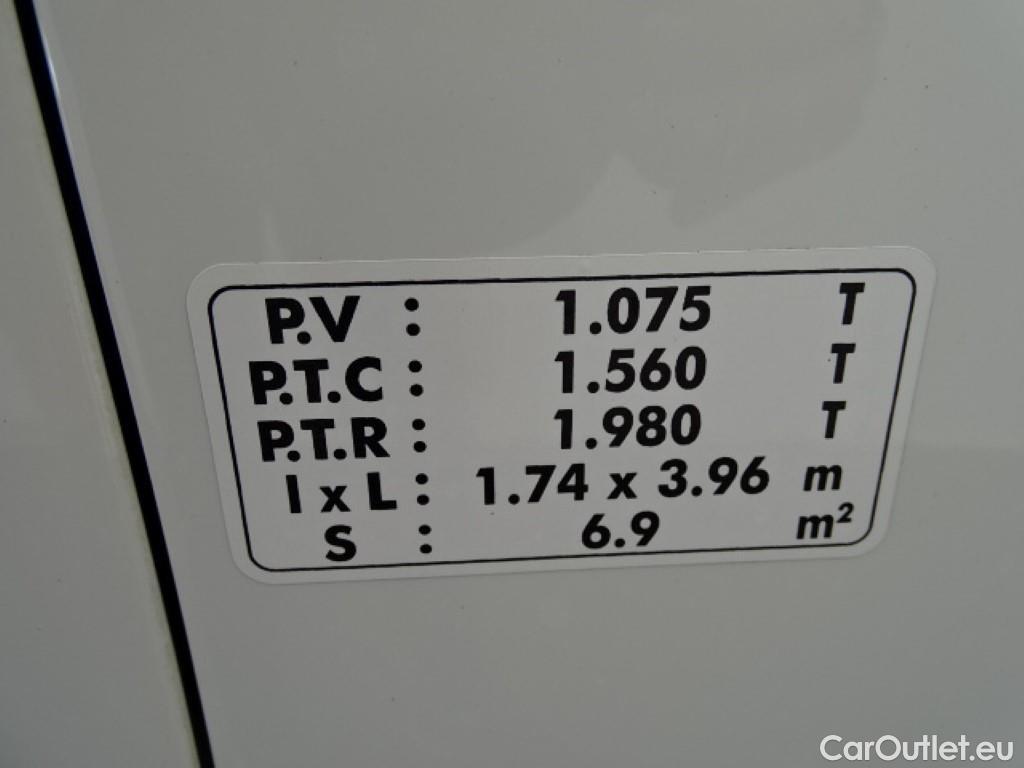 P.V : 1.075 T
P.T.C : 1.560 T
P.T.R : 1.980 T
I x L : 1.74 x 3.96 m
S : 6.9 m²
CarOutlet.eu